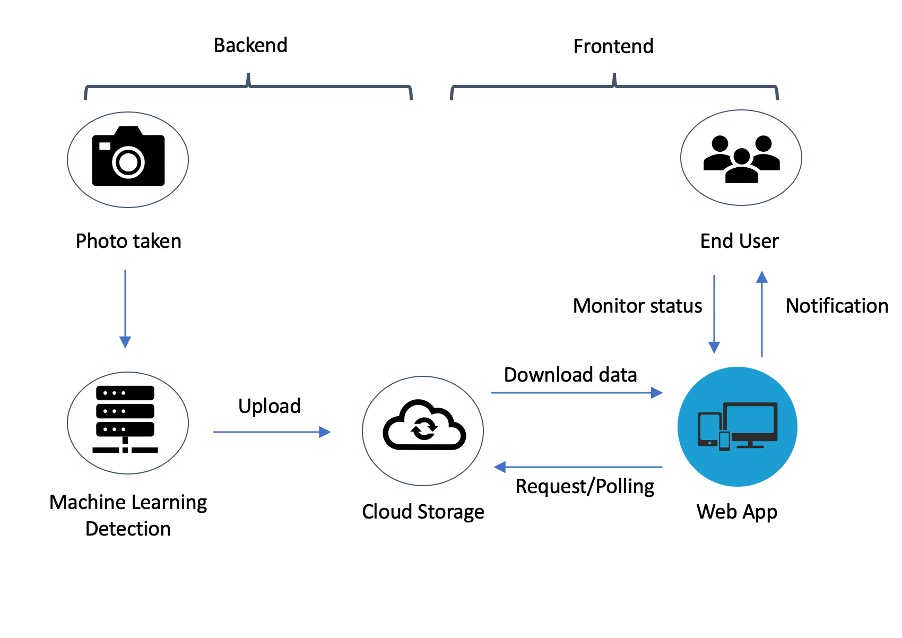 Backend
Frontend
Photo taken
End User
Monitor status
Notification
Download data
Upload
Request/Polling
Machine Learning
Detection
Cloud Storage
Web App